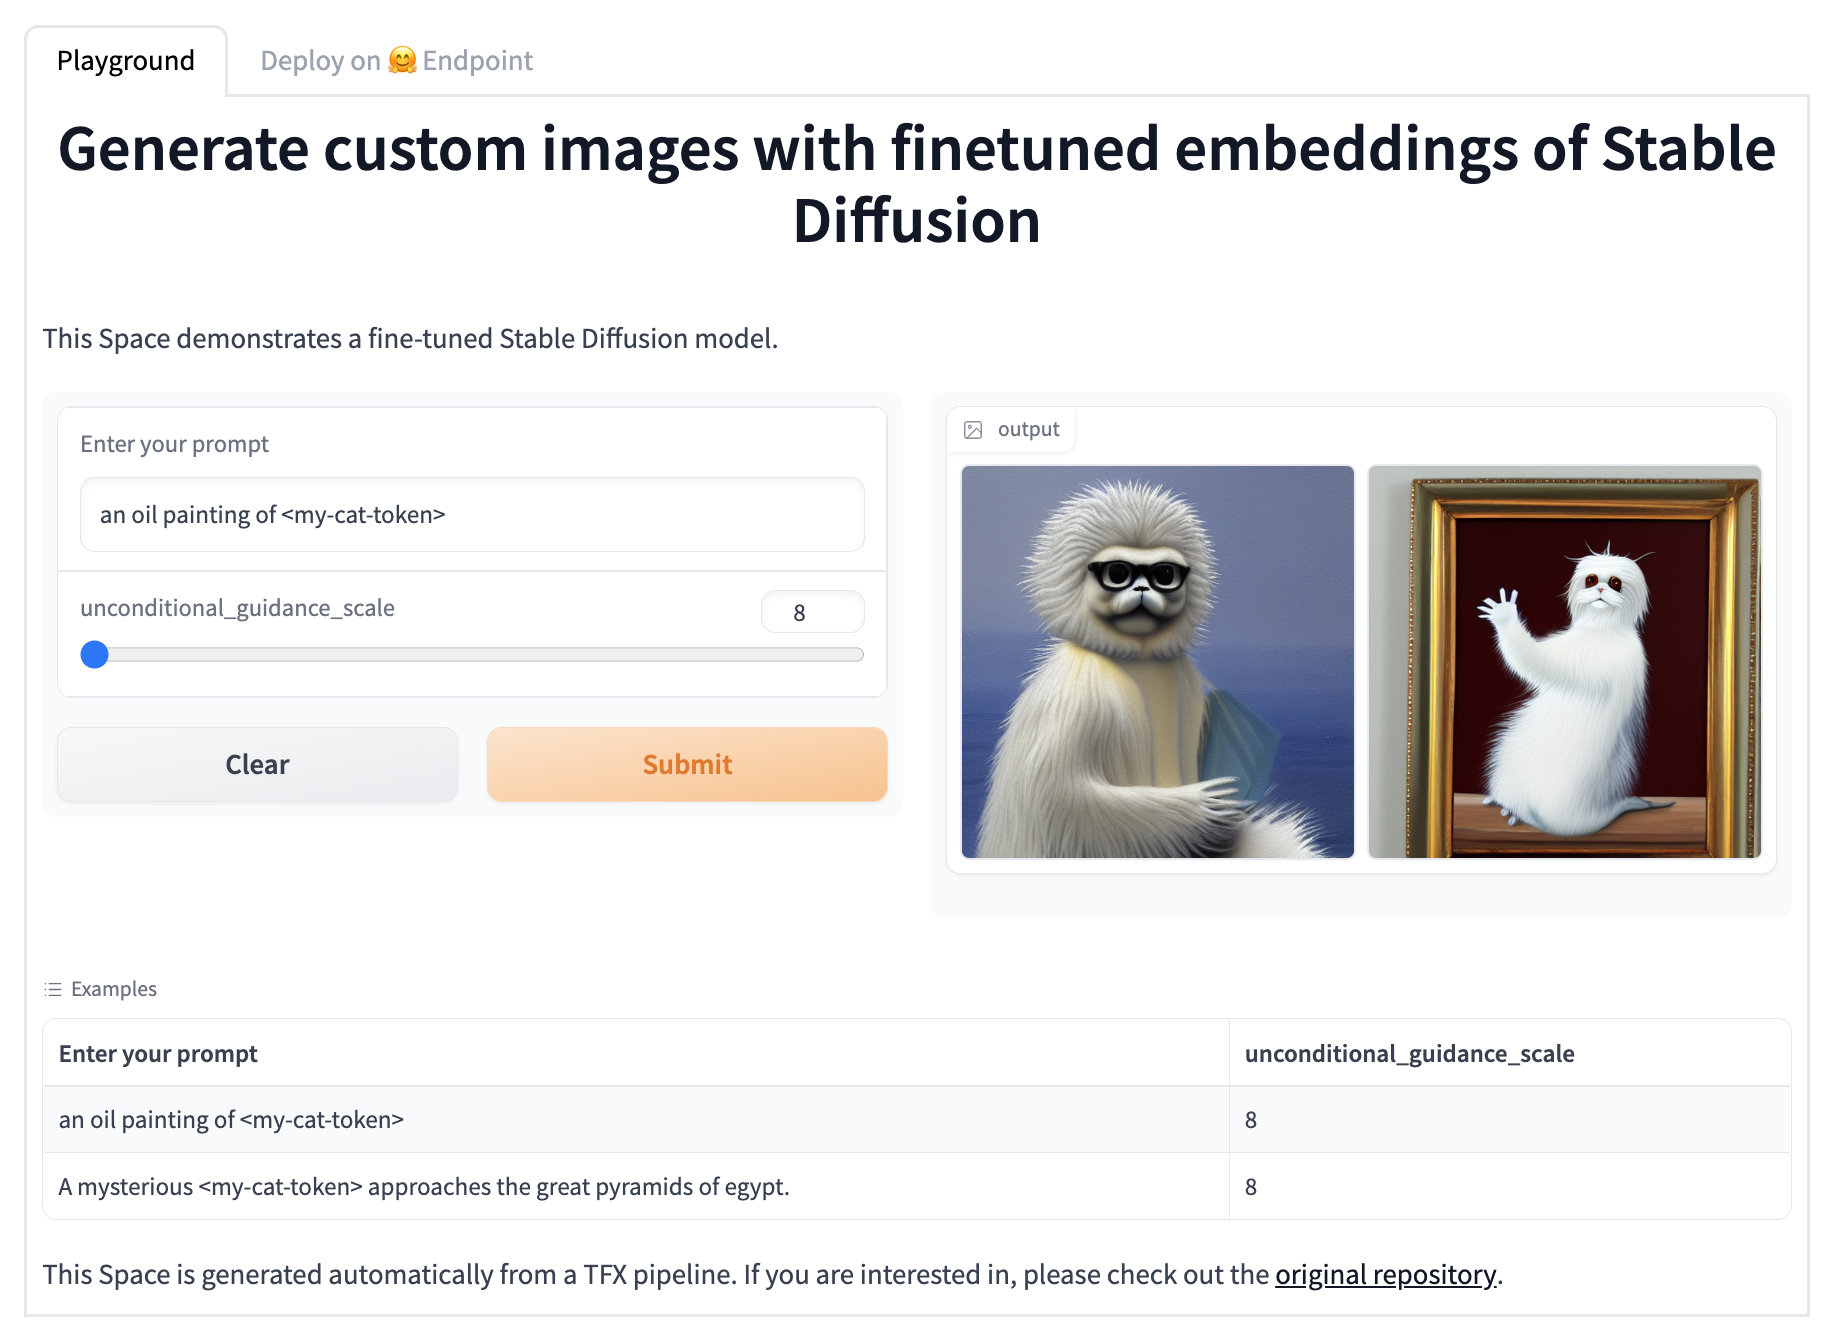 Playground
Deploy on 🤗 Endpoint
Generate custom images with finetuned embeddings of Stable
Diffusion
This Space demonstrates a fine-tuned Stable Diffusion model.
Enter your prompt
an oil painting of <my-cat-token>
unconditional_guidance_scale
8
Clear
Submit
output
Examples
Enter your prompt
unconditional_guidance_scale
an oil painting of <my-cat-token>
8
A mysterious <my-cat-token> approaches the great pyramids of egypt.
8
This Space is generated automatically from a TFX pipeline. If you are interested in, please check out the original repository.